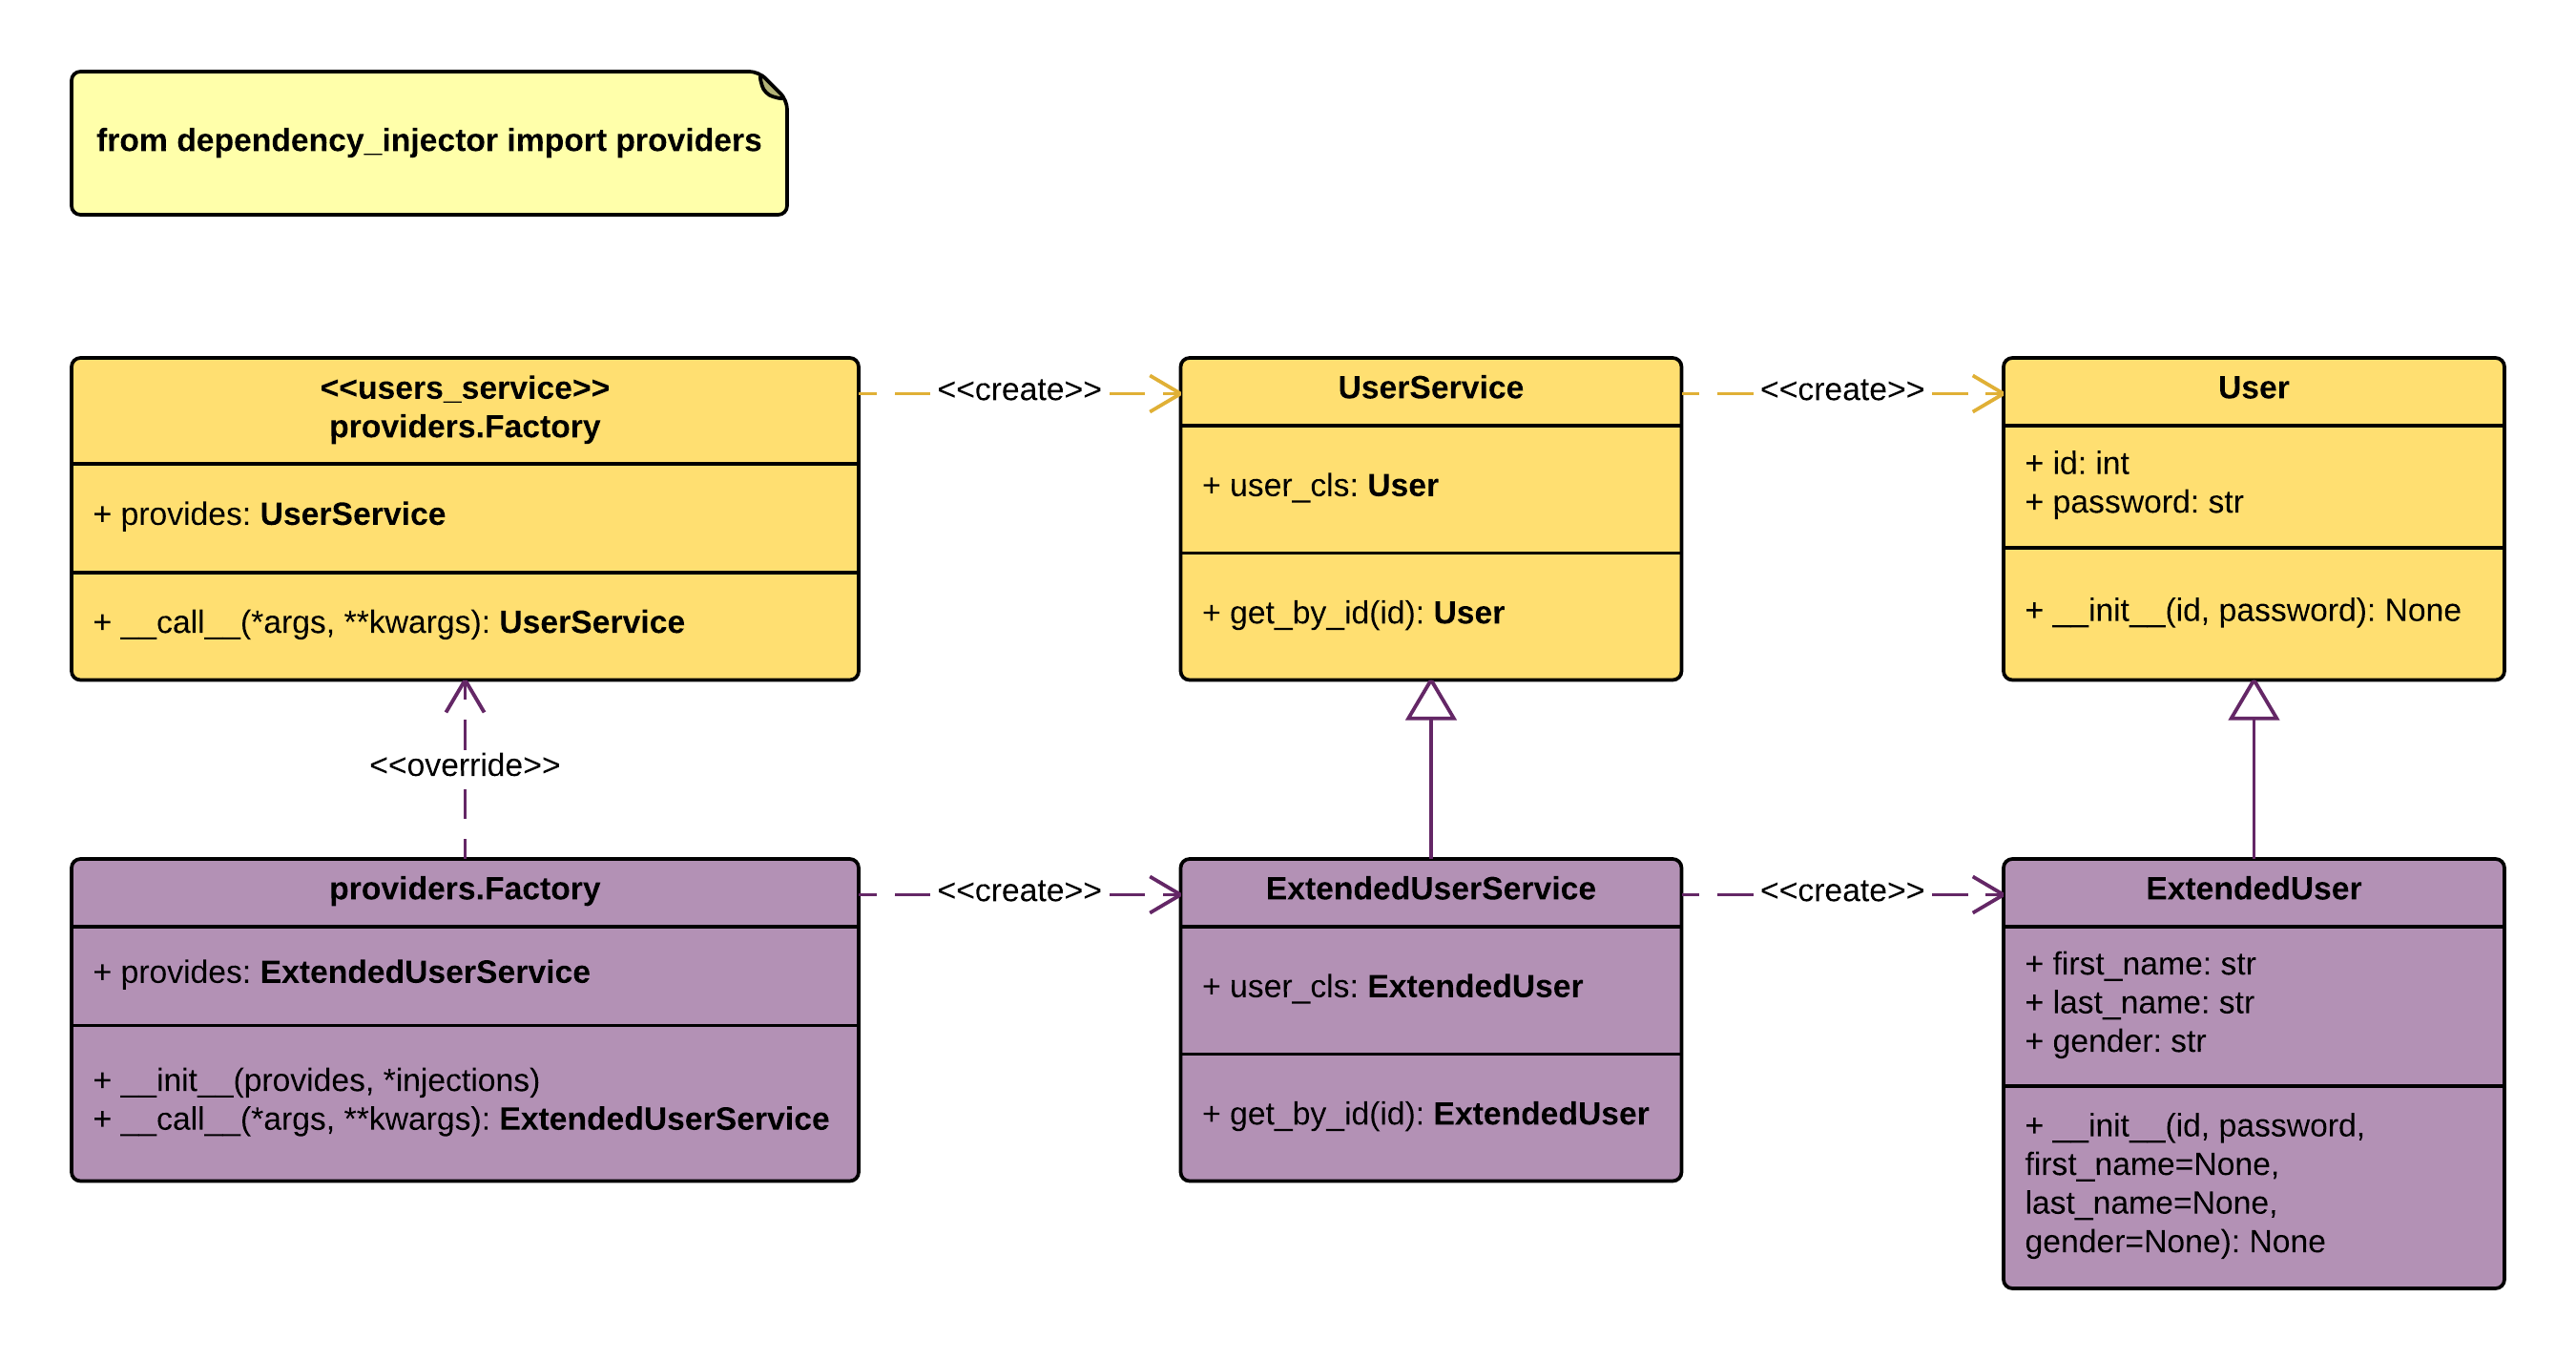 from dependency_injector import providers
<<users_service>>
providers.Factory
+ provides: UserService
+ __call__(*args, **kwargs): UserService
<<create>>
UserService
+ user_cls: User
+ get_by_id(id): User
<<create>>
User
+ id: int
+ password: str
+ __init__(id, password): None
<<override>>
providers.Factory
+ provides: ExtendedUserService
+ __init__(provides, *injections)
+ __call__(*args, **kwargs): ExtendedUserService
<<create>>
ExtendedUserService
+ user_cls: ExtendedUser
+ get_by_id(id): ExtendedUser
<<create>>
ExtendedUser
+ first_name: str
+ last_name: str
+ gender: str
+ __init__(id, password,
first_name=None,
last_name=None,
gender=None): None